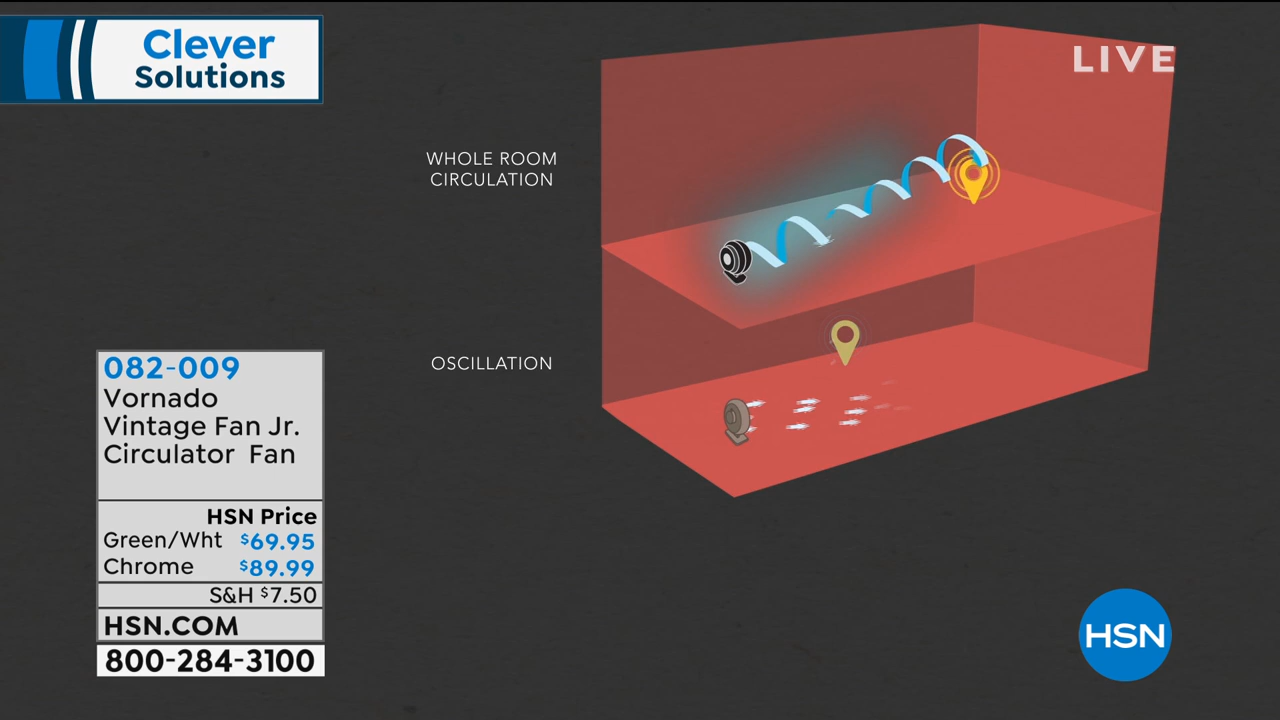 Clever
Solutions
LIVE
WHOLE ROOM
CIRCULATION
OSCILLATION
082-009
Vornado
Vintage Fan Jr.
Circulator Fan
HSN Price
Green/Wht $69.95
Chrome $89.99
S&H $7.50
HSN.COM
800-284-3100
HSN